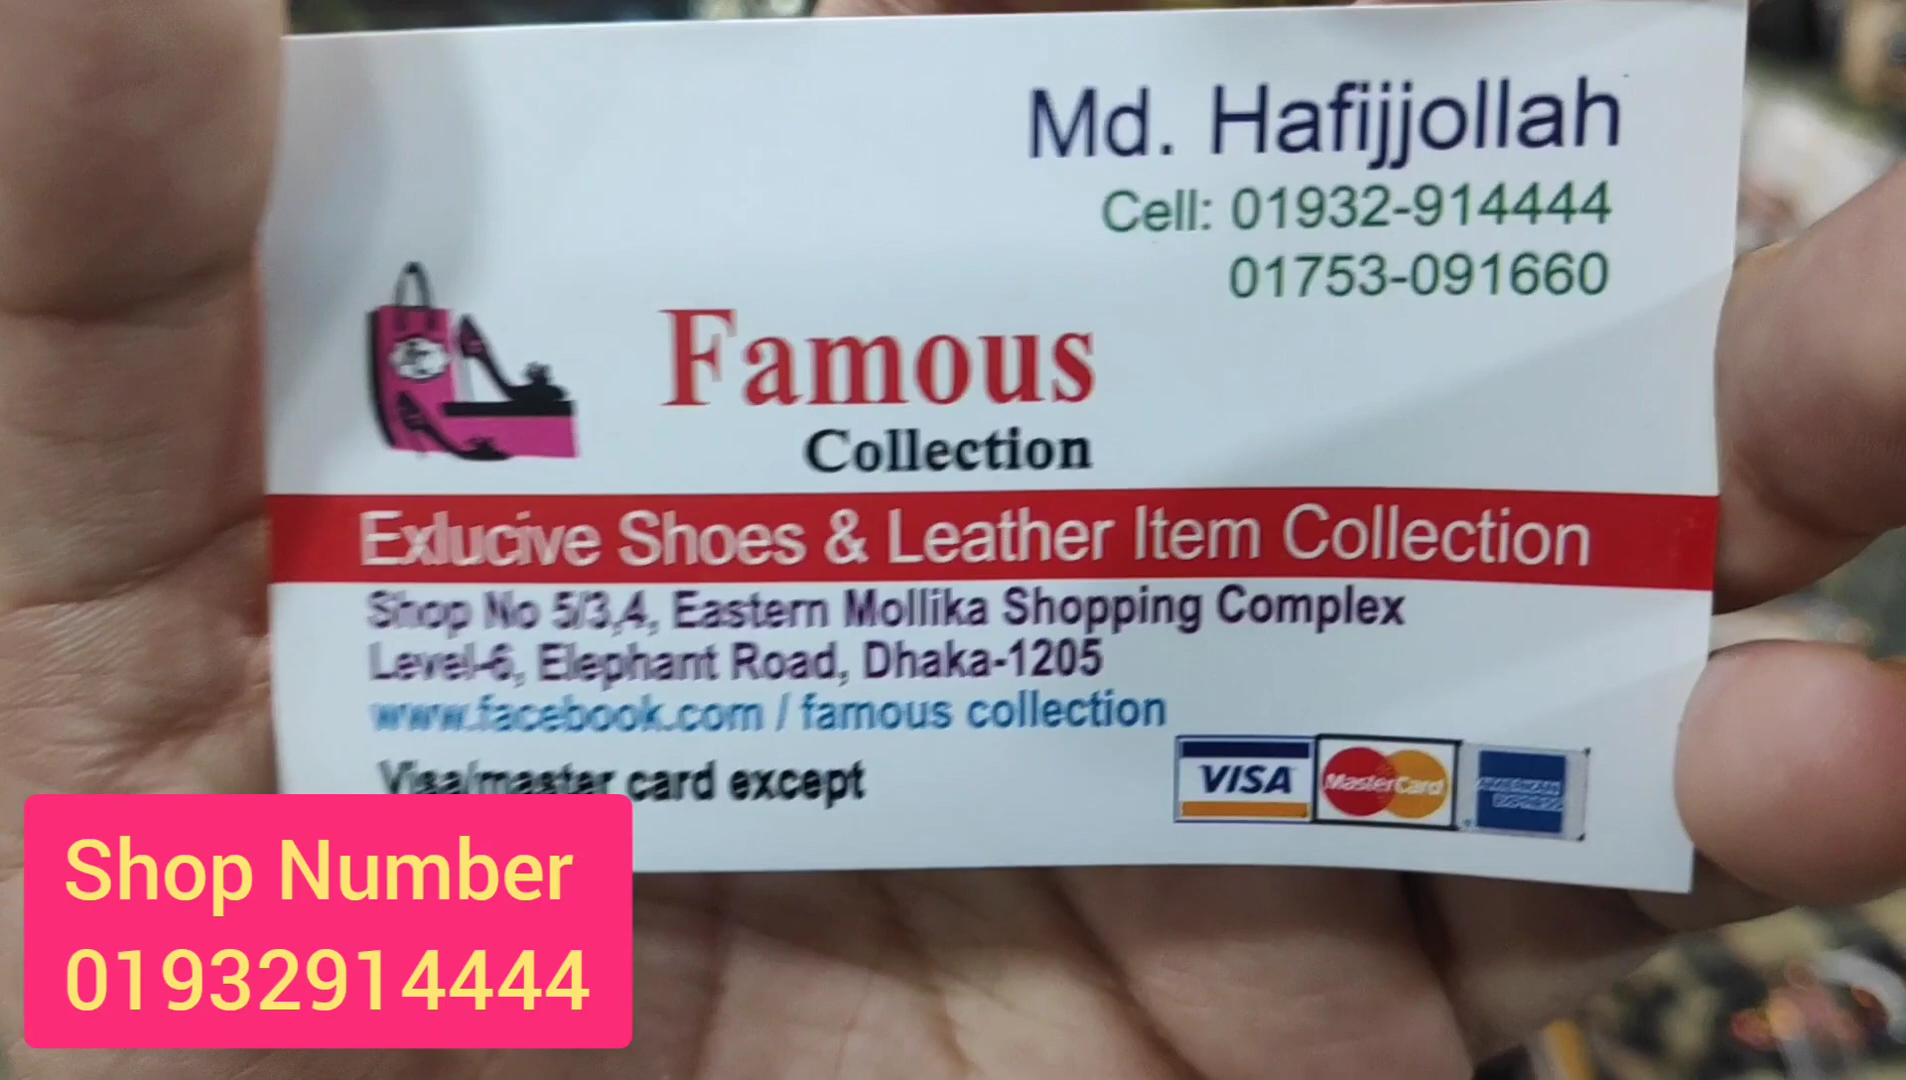 Md. Hafijjollah
Cell: 01932-914444
01753-091660
Famous
Collection
Exlucive Shoes & Leather Item Collection
Shop No 5/3,4, Eastern Mollika Shopping Complex
Level-6, Elephant Road, Dhaka-1205
www.facebook.com / famous collection
Visa/master card except
VISA MasterCard AMERICAN EXPRESS
Shop Number
01932914444